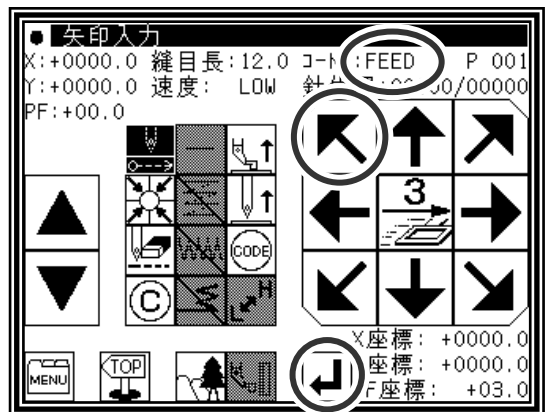 ● 矢印入力
X:+0000.0 縫目長:12.0 コード:FEED P 001
Y:+0000.0 速度: LOW /00000
PF:+00.0
3
CODE
C
H
L
X座標: +0000.0
座標: +0000.0
F座標: +03.0
MENU
TOP